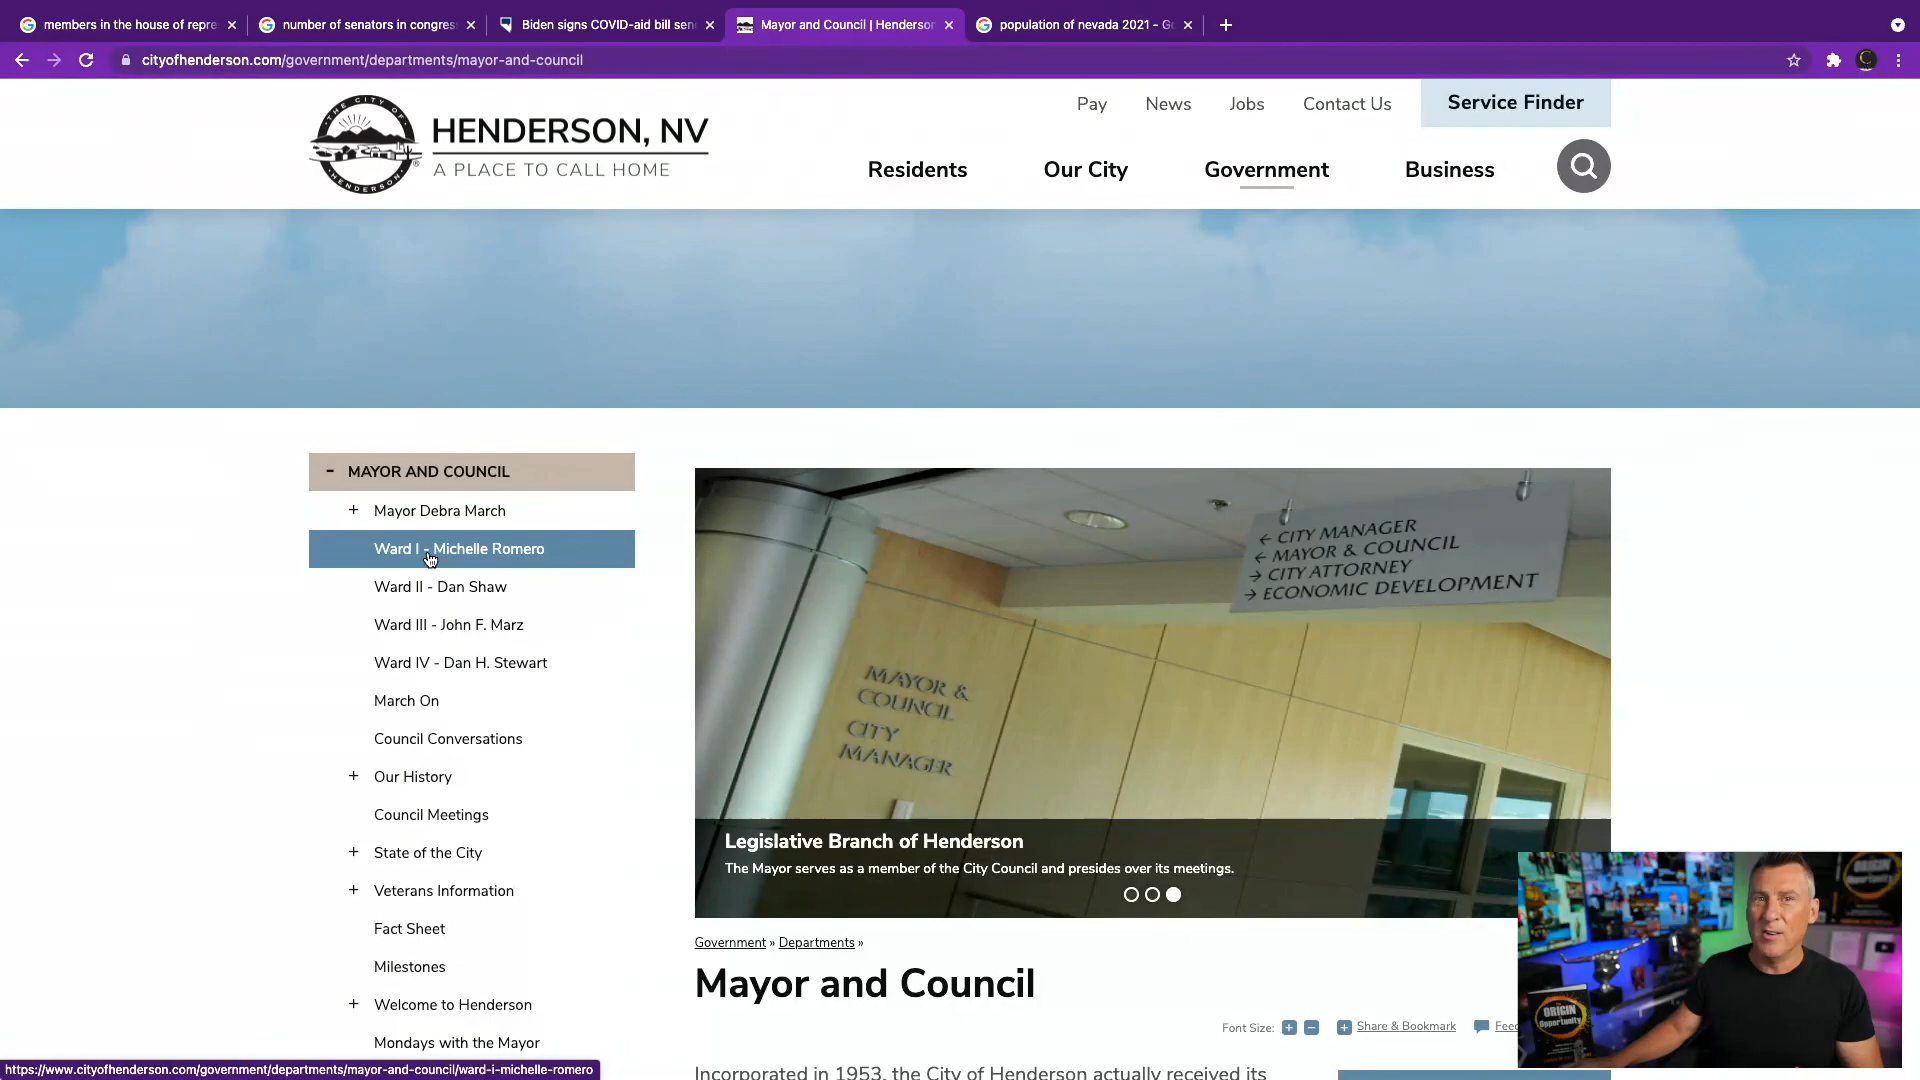 members in the house of repre
number of senators in congres
Biden signs COVID-aid bill sen
Mayor and Council | Henderson
population of nevada 2021 - Go
cityofhenderson.com/government/departments/mayor-and-council
THE CITY OF
HENDERSON
HENDERSON, NV
A PLACE TO CALL HOME
Pay
News
Jobs
Contact Us
Service Finder
Residents
Our City
Government
Business
- MAYOR AND COUNCIL
+ Mayor Debra March
Ward I - Michelle Romero
Ward II - Dan Shaw
Ward III - John F. Marz
Ward IV - Dan H. Stewart
March On
Council Conversations
+ Our History
Council Meetings
+ State of the City
+ Veterans Information
Fact Sheet
Milestones
+ Welcome to Henderson
Mondays with the Mayor
← CITY MANAGER
← MAYOR & COUNCIL
→ CITY ATTORNEY
→ ECONOMIC DEVELOPMENT
MAYOR &
COUNCIL
CITY
MANAGER
Legislative Branch of Henderson
The Mayor serves as a member of the City Council and presides over its meetings.
Government » Departments »
Mayor and Council
Font Size: + - + Share & Bookmark Feed
Incorporated in 1953, the City of Henderson actually received its
ORIGIN
Opportunity
https://www.cityofhenderson.com/government/departments/mayor-and-council/ward-i-michelle-romero